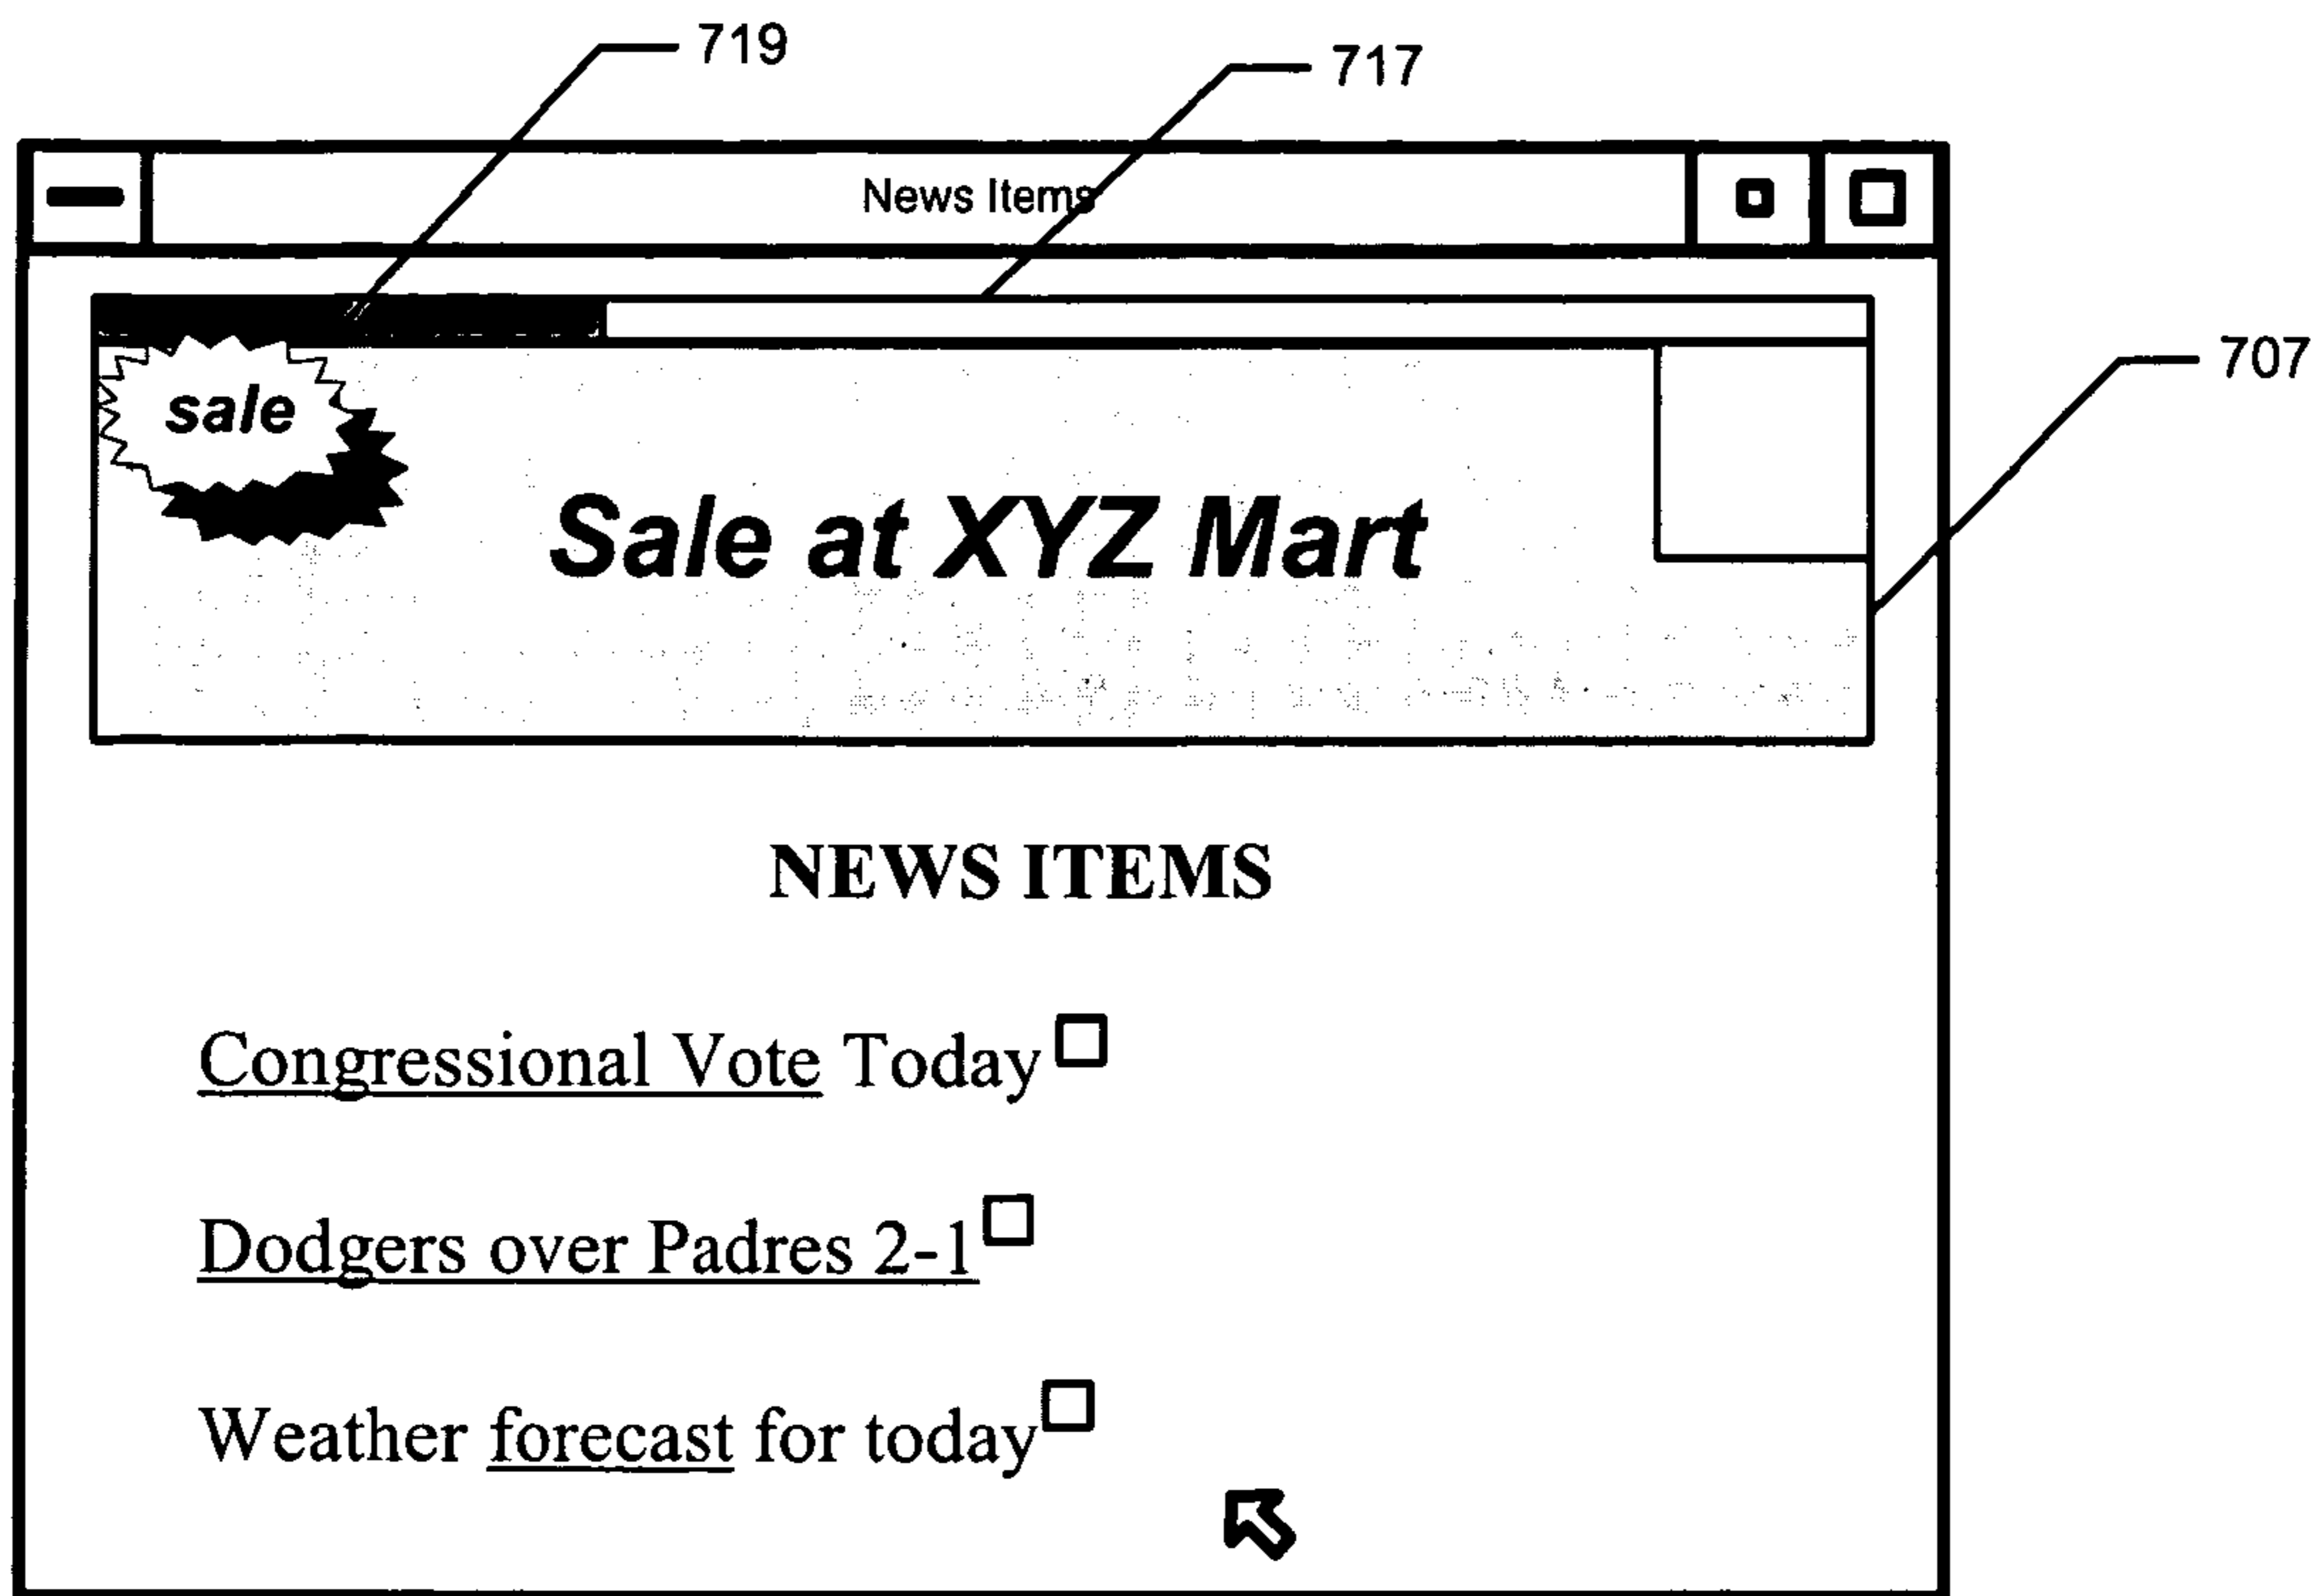 719
717
News Items
707
sale
Sale at XYZ Mart
NEWS ITEMS
Congressional Vote Today
Dodgers over Padres 2-1
Weather forecast for today